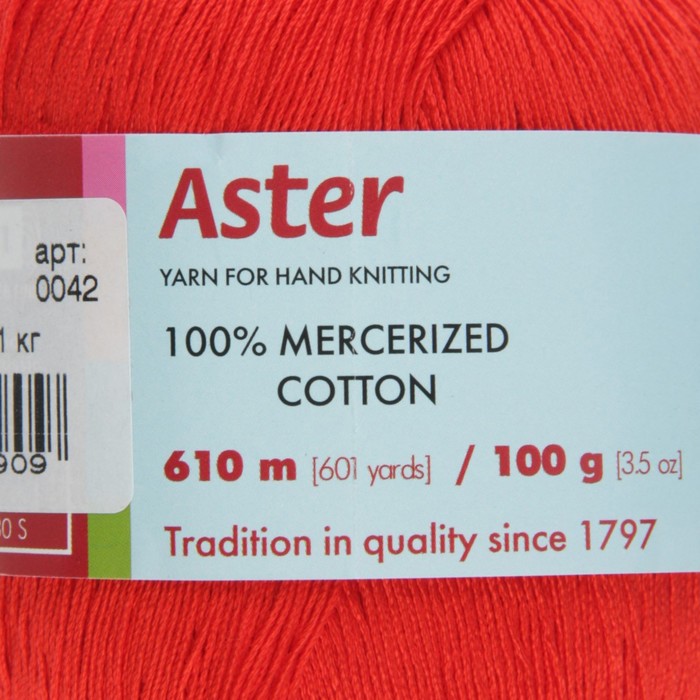 Aster
YARN FOR HAND KNITTING
100% MERCERIZED
COTTON
610 m [601 yards] / 100 g [3.5 oz]
Tradition in quality since 1797
арт:
0042
1 кг
909
30 S